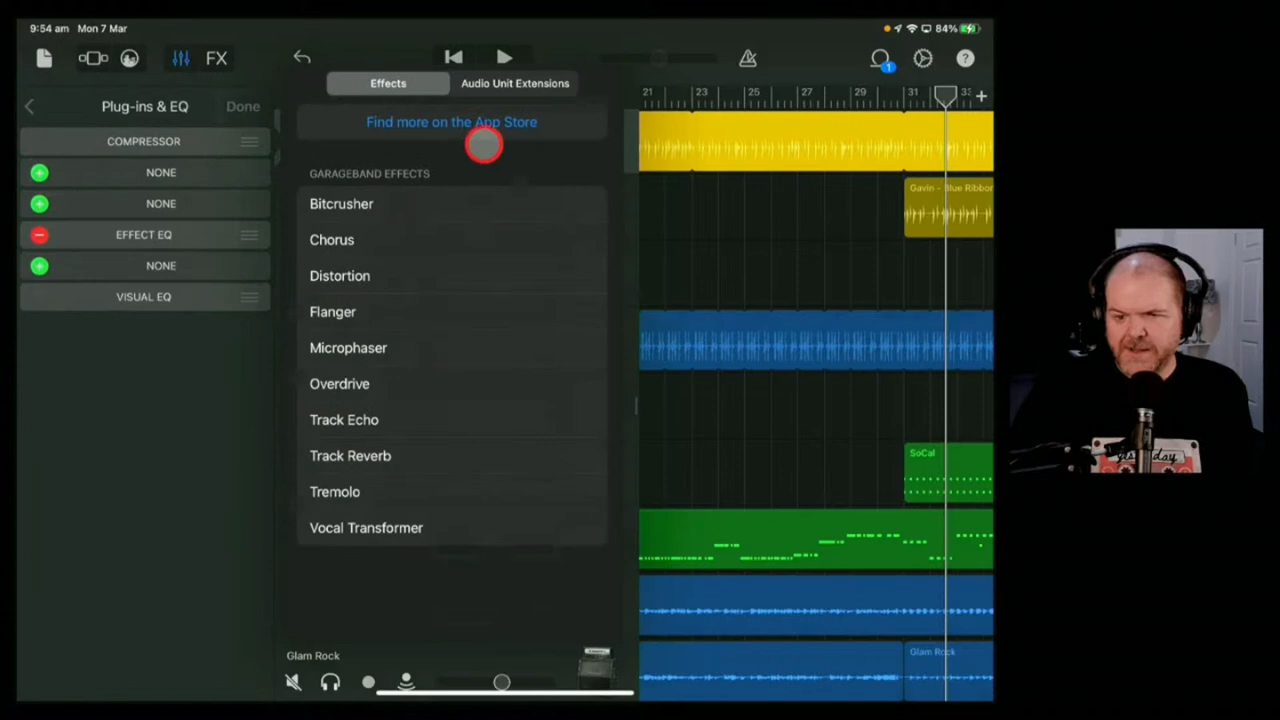 9:54 am Mon 7 Mar
84%
FX
1
Plug-ins & EQ
Done
COMPRESSOR
NONE
NONE
EFFECT EQ
NONE
VISUAL EQ
Effects
Audio Unit Extensions
Find more on the App Store
GARAGEBAND EFFECTS
Bitcrusher
Chorus
Distortion
Flanger
Microphaser
Overdrive
Track Echo
Track Reverb
Tremolo
Vocal Transformer
Glam Rock
21 23 25 27 29 31 33
Gavin - Blue Ribbon
SoCal
Glam Rock